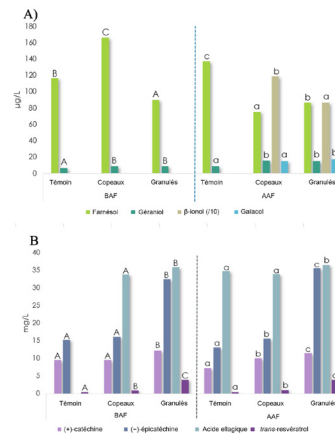 A)
µg/L
180
160
140
120
100
80
60
40
20
0
B C B c a b a b
A B B a b a b a b
Témoin Copeaux Granulés Témoin Copeaux Granulés
BAF AAF
Farnésol Géraniol β-ionol (/10) Gaïacol
B
mg/L
40
35
30
25
20
15
10
5
0
A A A A A A A B B B C a a a a b b a b c b a
Témoin Copeaux Granulés Témoin Copeaux Granulés
BAF AAF
(+)-catéchine (−)-épicatéchine Acide ellagique trans-resvératrol